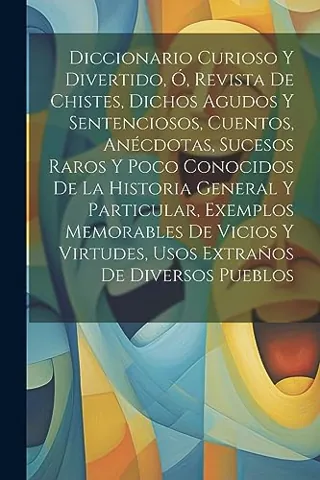 Diccionario Curioso Y
Divertido, Ó, Revista De
Chistes, Dichos Agudos Y
Sentenciosos, Cuentos,
Anécdotas, Sucesos
Raros Y Poco Conocidos
De La Historia General Y
Particular, Exemplos
Memorables De Vicios Y
Virtudes, Usos Extraños
De Diversos Pueblos